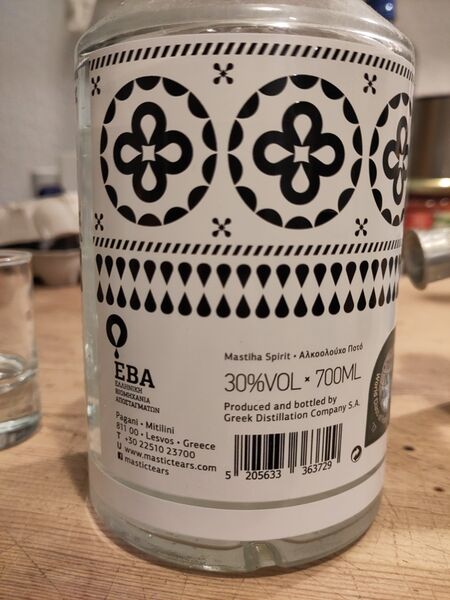 EBA
ΕΛΛΗΝΙΚΗ
ΒΙΟΜΗΧΑΝΙΑ
ΑΠΟΣΤΑΓΜΑΤΩΝ
Pagani • Mitilini
811 00 • Lesvos • Greece
T +30 22510 23700
U www.mastictears.com
f mastictears
Mastiha Spirit • Αλκοολούχο Ποτό
30%VOL × 700ML
Produced and bottled by
Greek Distillation Company S.A.
5 205633 363729